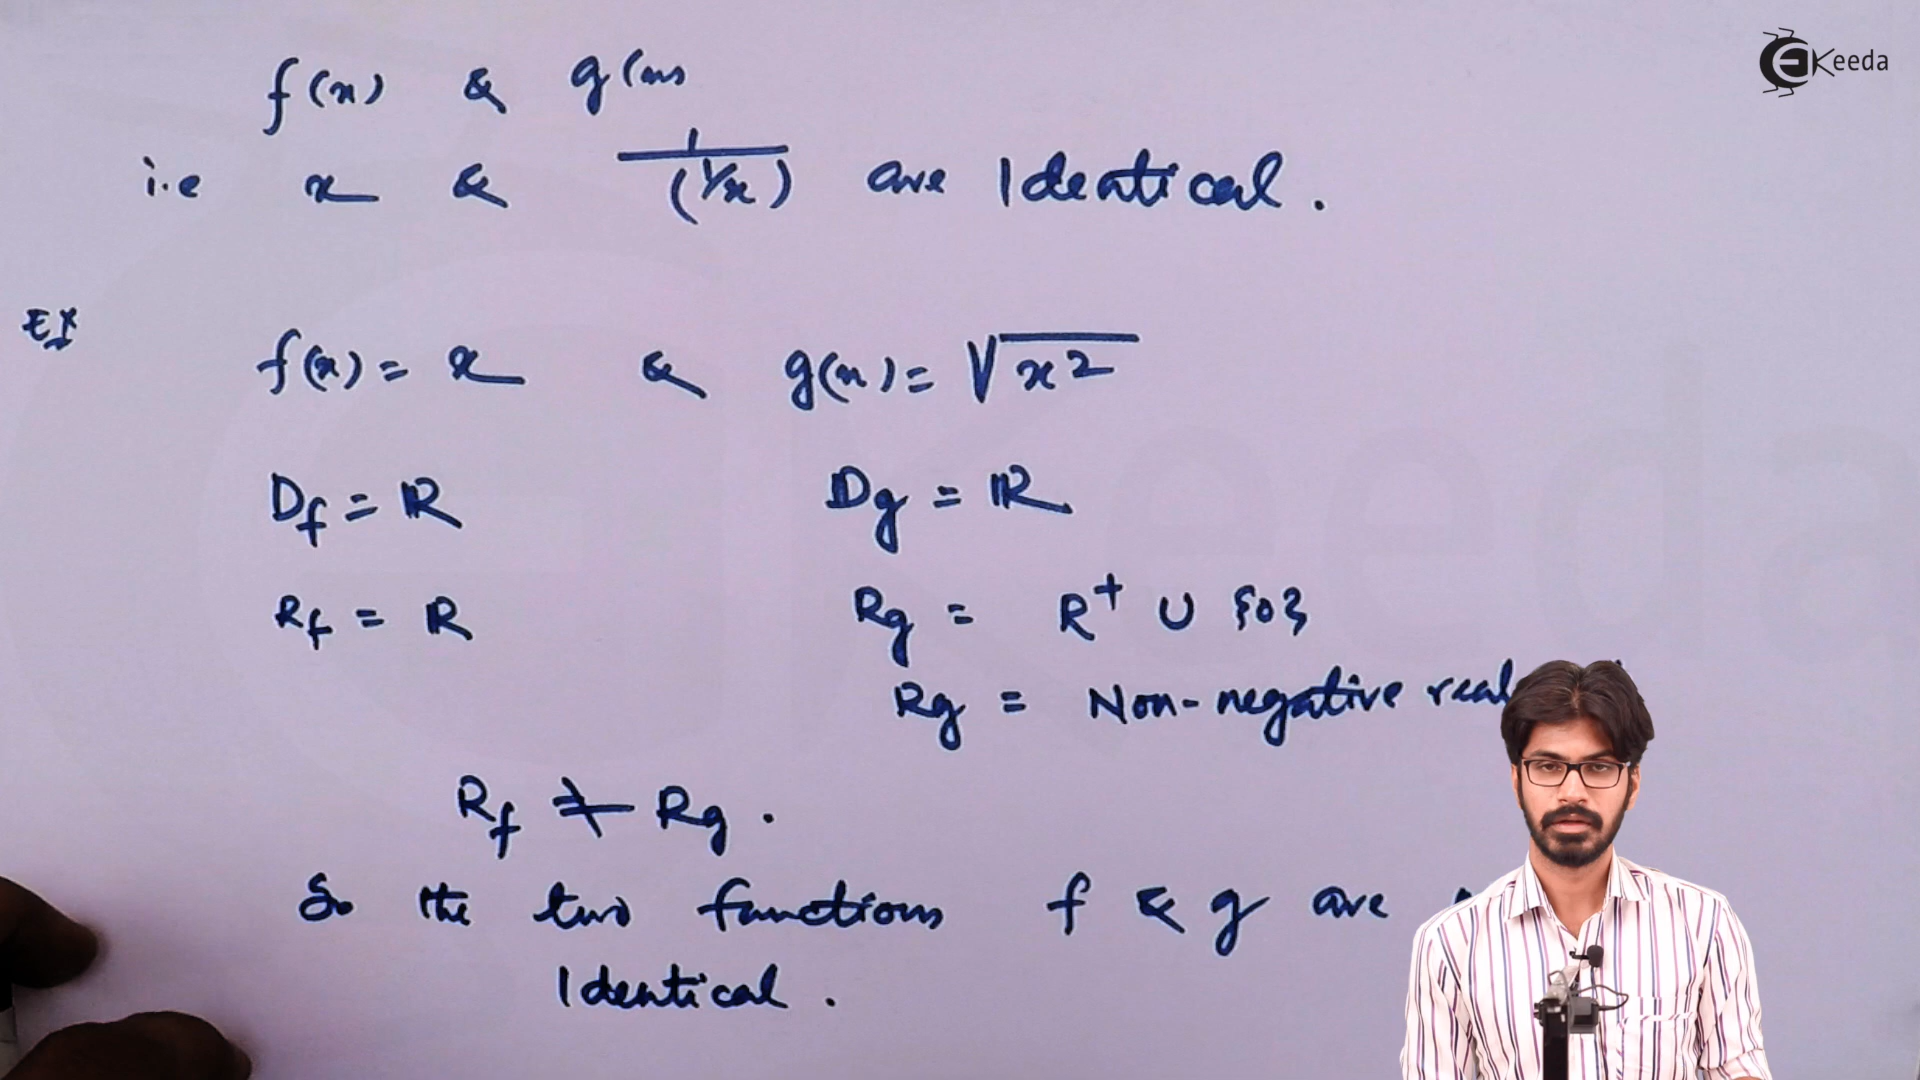 Keeda
f(x) & g(x)
i.e x & 1/(1/x) are Identical.
Ex
f(x) = x & g(x) = √x²
Df = R Dg = R
Rf = R Rg = R⁺ ∪ {0}
Rg = Non-negative real
Rf ≠ Rg.
So the two functions f & g are
Identical.